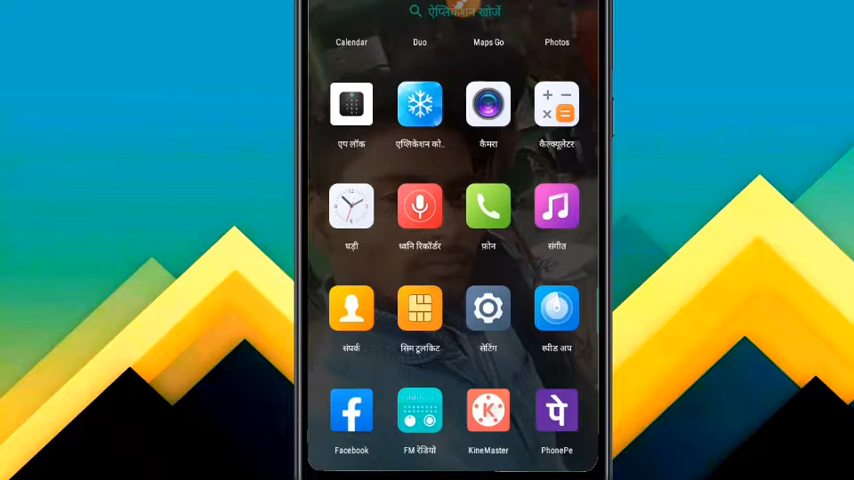 ऐप्लिकेशन खोजें
Calendar Duo Maps Go Photos
एप लॉक एप्लिकेशन को.. कैमरा कैल्क्यूलेटर
घड़ी ध्वनि रिकॉर्डर फ़ोन संगीत
संपर्क सिम टूलकिट सेटिंग स्पीड अप
पे
Facebook FM रेडियो KineMaster PhonePe